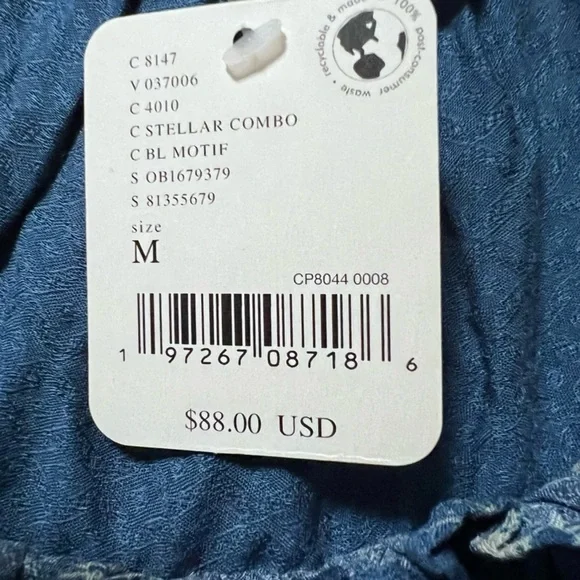 recyclable & mad
100% post-consumer waste •
C 8147
V 037006
C 4010
C STELLAR COMBO
C BL MOTIF
S OB1679379
S 81355679
size
M
CP8044 0008
1 97267 08718 6
$88.00 USD